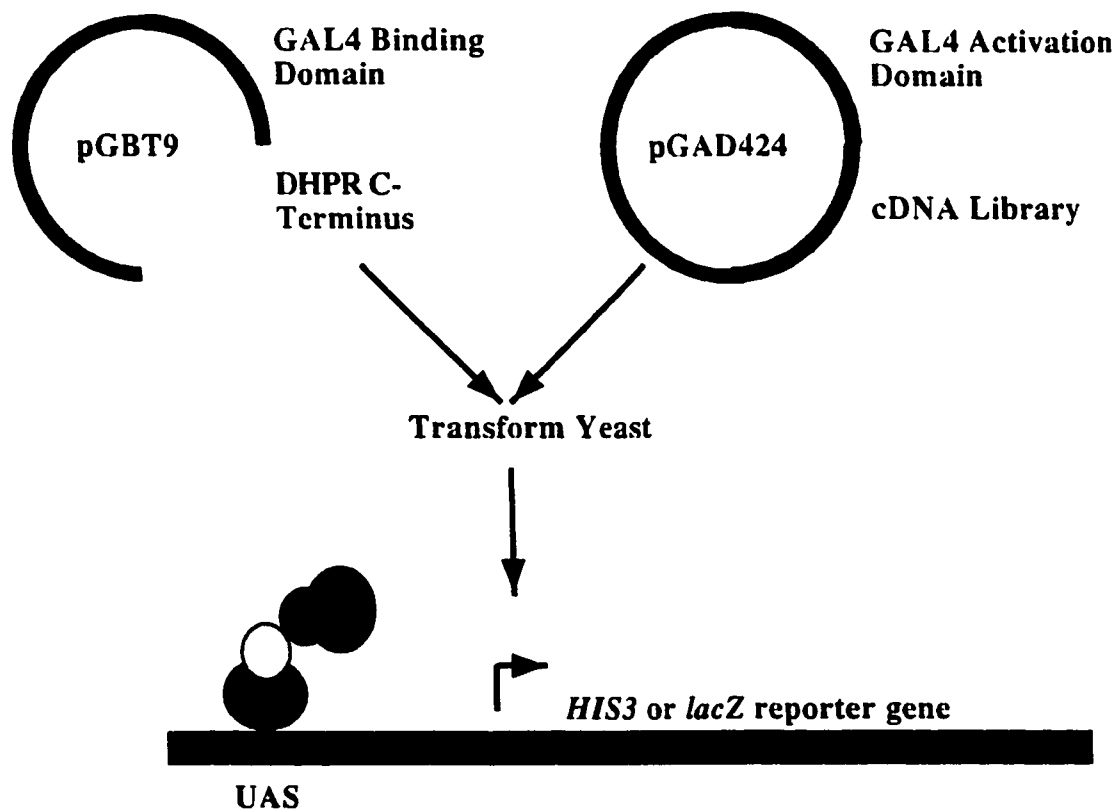 GAL4 Binding
Domain
pGBT9
DHPR C-
Terminus
GAL4 Activation
Domain
pGAD424
cDNA Library
Transform Yeast
HIS3 or lacZ reporter gene
UAS